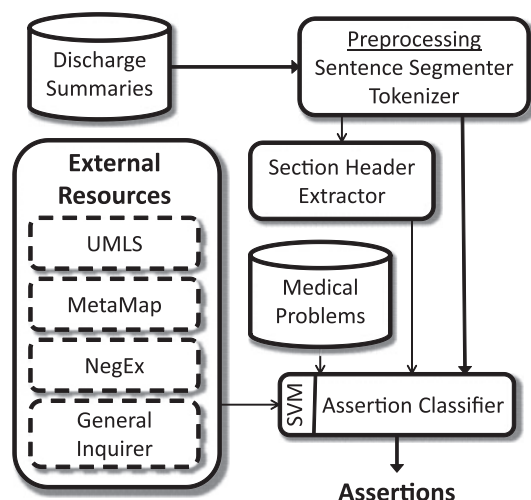 Discharge
Summaries
Preprocessing
Sentence Segmenter
Tokenizer
External
Resources
UMLS
MetaMap
NegEx
General
Inquirer
Section Header
Extractor
Medical
Problems
SVM
Assertion Classifier
Assertions